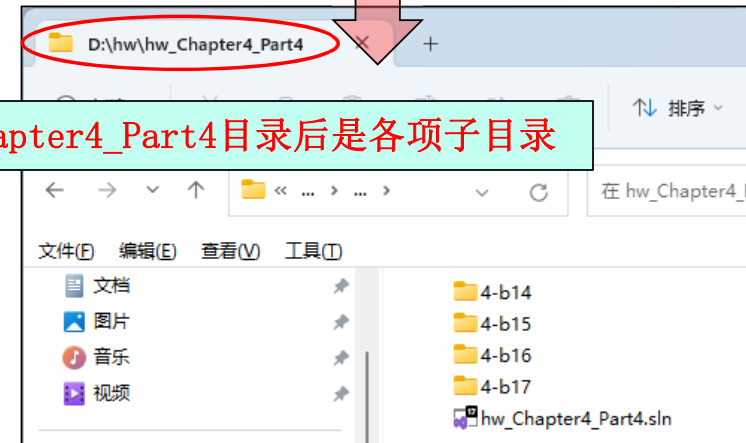 D:\hw\hw_Chapter4_Part4
排序
apter4_Part4目录后是各项子目录
« ... › ... ›
在 hw_Chapter4_
文件(F) 编辑(E) 查看(V) 工具(T)
文档
图片
音乐
视频
4-b14
4-b15
4-b16
4-b17
hw_Chapter4_Part4.sln